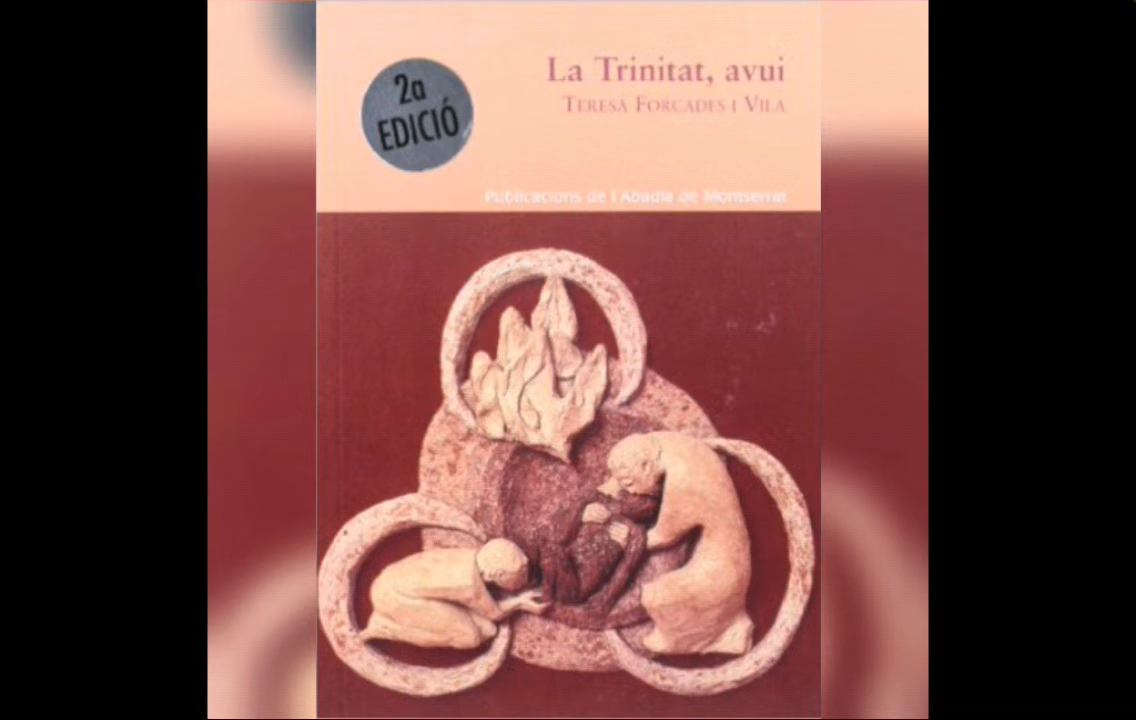 La Trinitat, avui
TERESA FORCADES I VILA
2a
EDICIÓ
Publicacions de l'Abadia de Montserrat